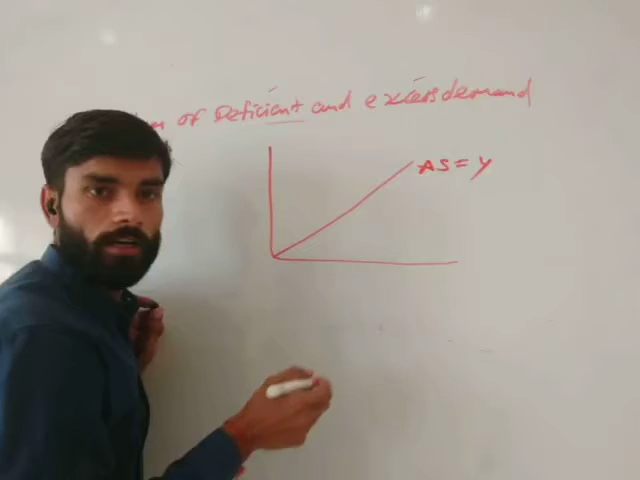 of Deficient and excess demand
AS = Y